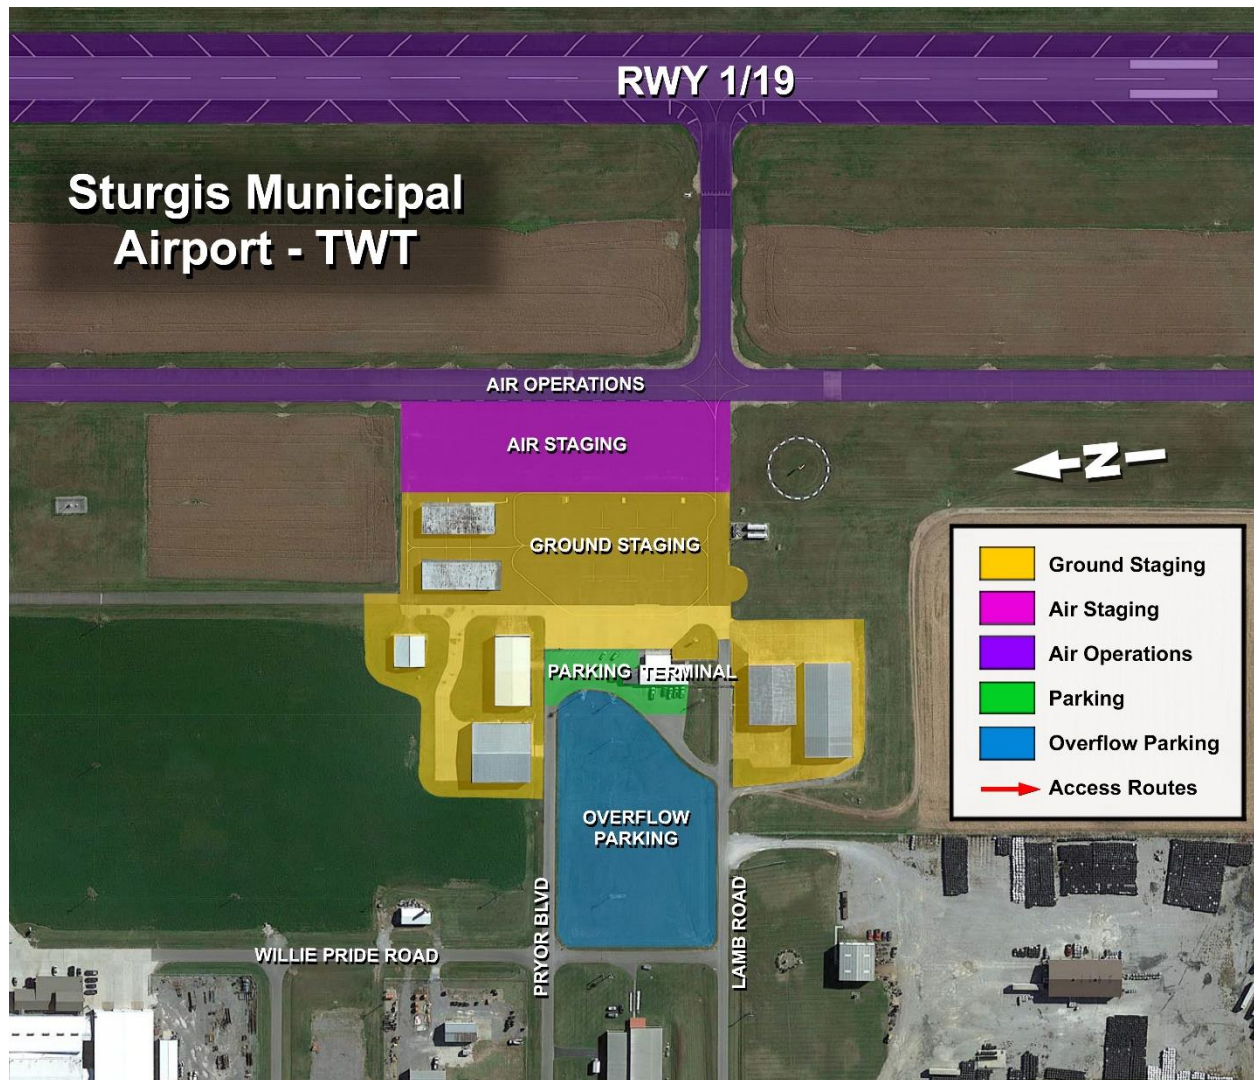 RWY 1/19
Sturgis Municipal
Airport - TWT
AIR OPERATIONS
AIR STAGING
N
GROUND STAGING
Ground Staging
Air Staging
Air Operations
Parking
Overflow Parking
Access Routes
PARKING
TERMINAL
OVERFLOW
PARKING
PRYOR BLVD
LAMB ROAD
WILLIE PRIDE ROAD